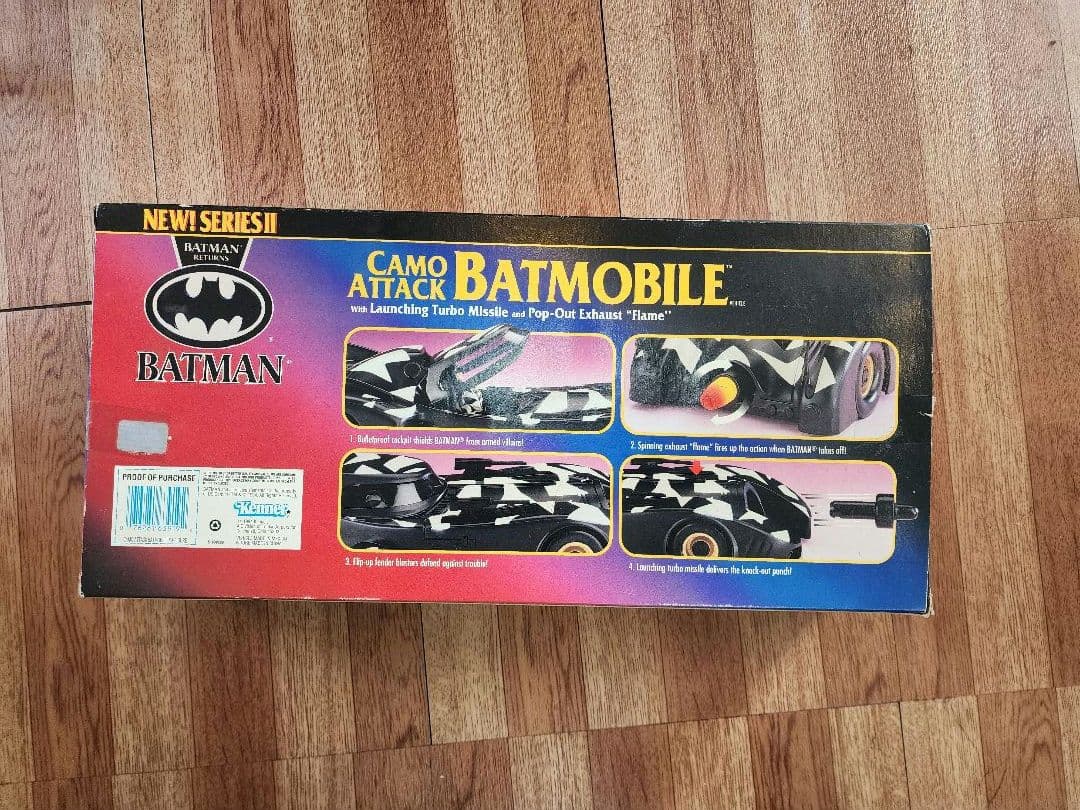 NEW! SERIES II
BATMAN
RETURNS
BATMAN
CAMO
ATTACK
BATMOBILE™
with Launching Turbo Missile and Pop-Out Exhaust "Flame"
1. Bulletproof cockpit shields BATMAN® from armed villains!
2. Spinning exhaust "flame" fires up the action when BATMAN® takes off!
3. Flip-up fender blasters defend against trouble!
4. Launching turbo missile delivers the knock-out punch!
PROOF OF PURCHASE
Kenner